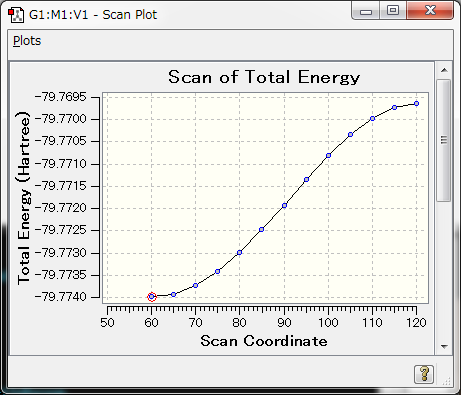 G1:M1:V1 - Scan Plot
Plots
Scan of Total Energy
Total Energy (Hartree)
-79.7695
-79.7700
-79.7705
-79.7710
-79.7715
-79.7720
-79.7725
-79.7730
-79.7735
-79.7740
50 60 70 80 90 100 110 120
Scan Coordinate
?